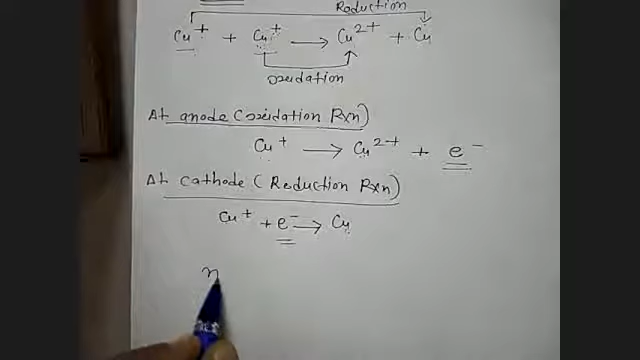 Reduction
Cu+ + Cu+ → Cu2+ + Cu
oxidation
At anode (oxidation Rxn)
Cu+ → Cu2+ + e-
At cathode (Reduction Rxn)
Cu+ + e- → Cu
n